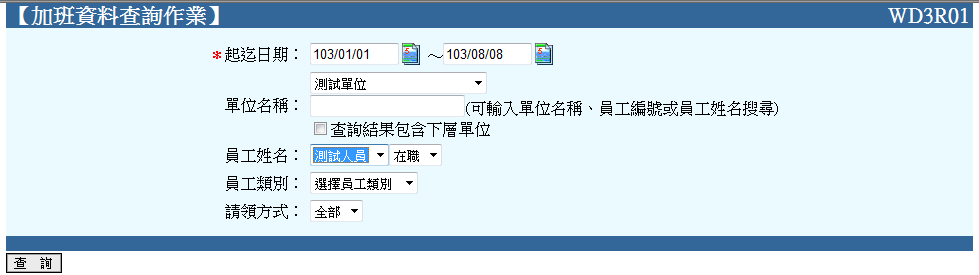 【加班資料查詢作業】 WD3R01
*起迄日期： 103/01/01 ～ 103/08/08
測試單位
單位名稱： (可輸入單位名稱、員工編號或員工姓名搜尋)
查詢結果包含下層單位
員工姓名： 測試人員 在職
員工類別： 選擇員工類別
請領方式： 全部
查 詢